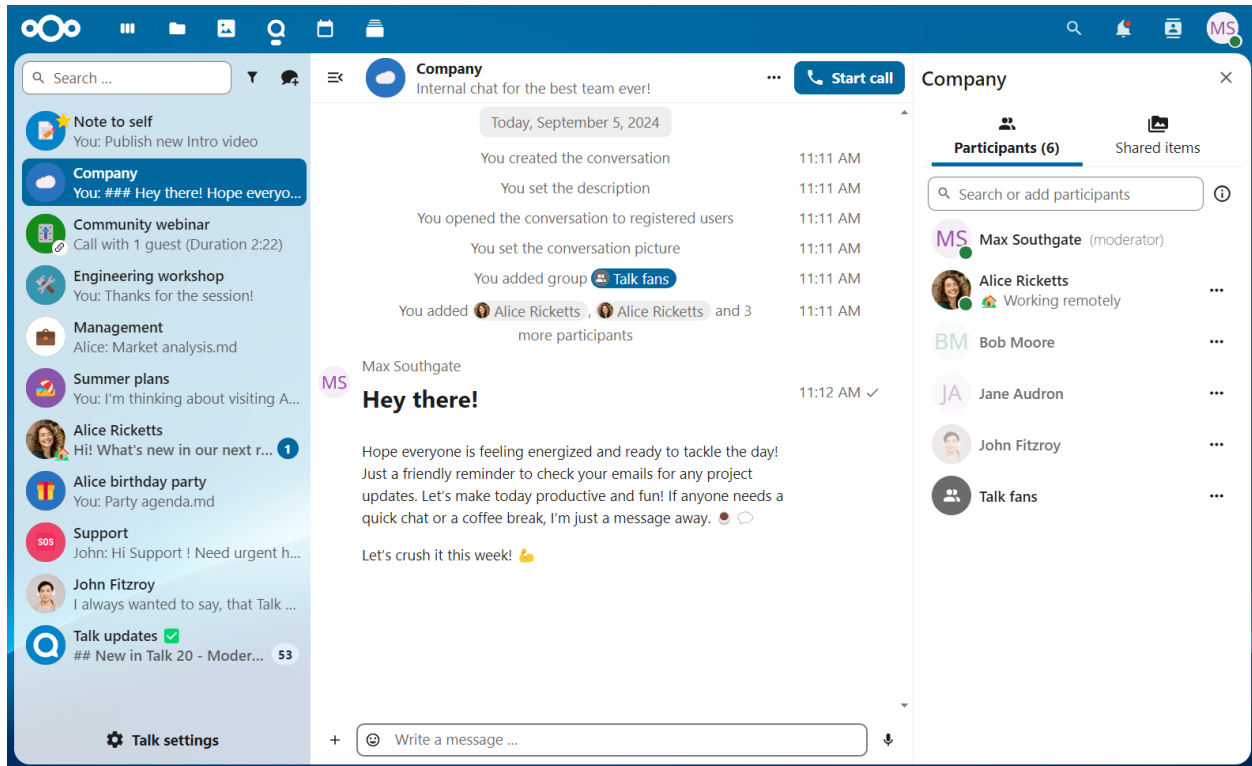 MS
Search ...
Note to self
You: Publish new Intro video
Company
You: ### Hey there! Hope everyo...
Community webinar
Call with 1 guest (Duration 2:22)
Engineering workshop
You: Thanks for the session!
Management
Alice: Market analysis.md
Summer plans
You: I'm thinking about visiting A...
Alice Ricketts
Hi! What's new in our next r... 1
Alice birthday party
You: Party agenda.md
SOS
Support
John: Hi Support ! Need urgent h...
John Fitzroy
I always wanted to say, that Talk ...
Talk updates ✅
## New in Talk 20 - Moder... 53
Talk settings
Company
Internal chat for the best team ever!
Start call
Today, September 5, 2024
You created the conversation 11:11 AM
You set the description 11:11 AM
You opened the conversation to registered users 11:11 AM
You set the conversation picture 11:11 AM
You added group Talk fans 11:11 AM
You added Alice Ricketts , Alice Ricketts and 3 11:11 AM
more participants
Max Southgate
MS
Hey there! 11:12 AM ✓
Hope everyone is feeling energized and ready to tackle the day!
Just a friendly reminder to check your emails for any project
updates. Let's make today productive and fun! If anyone needs a
quick chat or a coffee break, I'm just a message away. ☕ 💬
Let's crush it this week! 💪
Write a message ...
Company
Participants (6)
Shared items
Search or add participants
MS Max Southgate (moderator)
Alice Ricketts
🏡 Working remotely
BM Bob Moore
JA Jane Audron
John Fitzroy
Talk fans